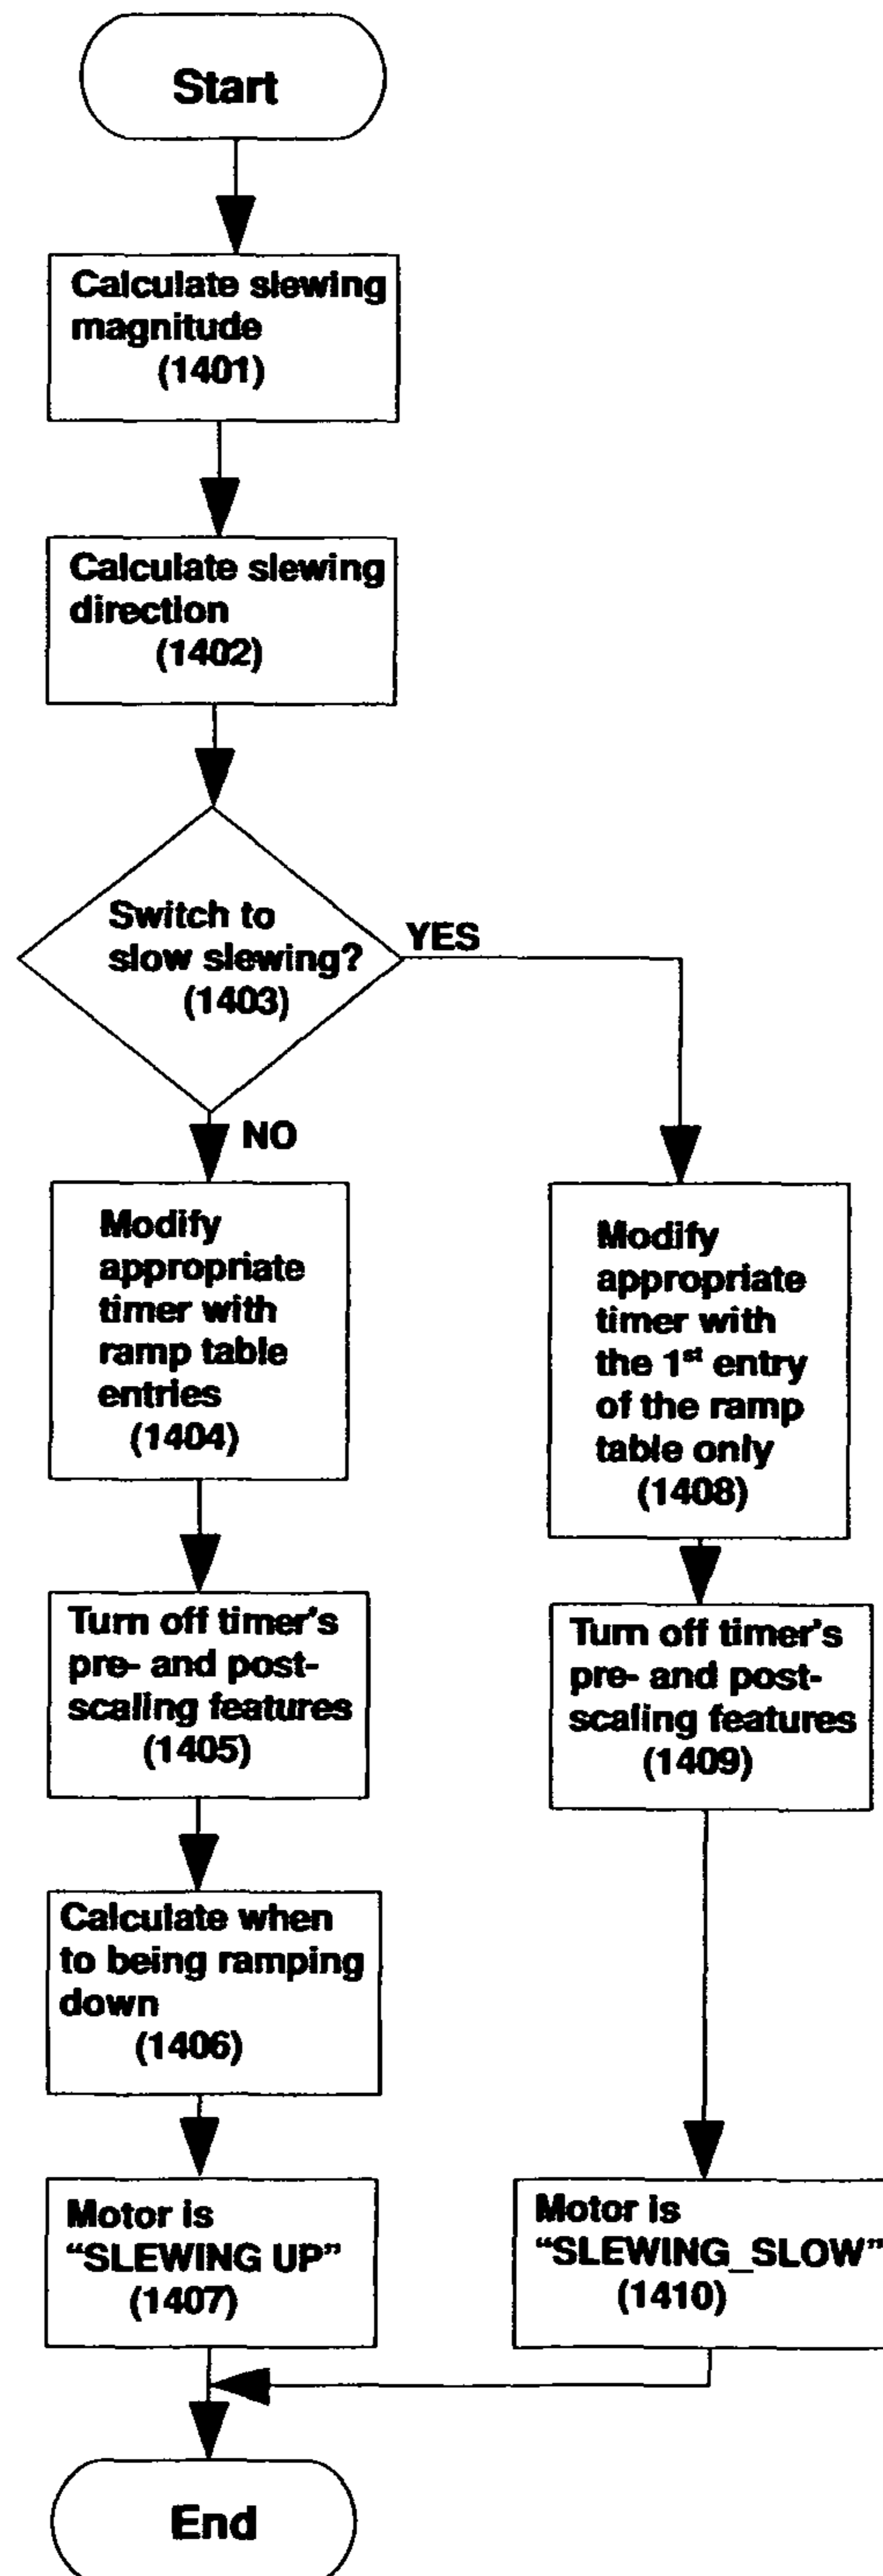 Start
Calculate slewing
magnitude
(1401)
Calculate slewing
direction
(1402)
Switch to
slow slewing?
(1403)
YES
NO
Modify
appropriate
timer with
ramp table
entries
(1404)
Modify
appropriate
timer with
the 1st entry
of the ramp
table only
(1408)
Turn off timer's
pre- and post-
scaling features
(1405)
Turn off timer's
pre- and post-
scaling features
(1409)
Calculate when
to being ramping
down
(1406)
Motor is
“SLEWING UP”
(1407)
Motor is
“SLEWING_SLOW”
(1410)
End